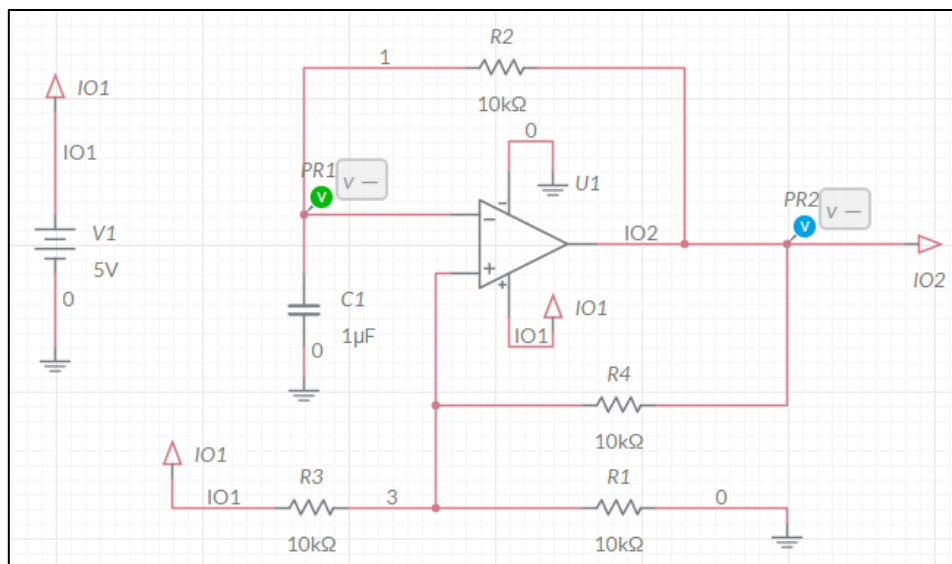 R2
1
10kΩ
IO1
IO1
0
U1
PR1
V
v —
PR2
V
v —
V1
5V
IO2
IO2
−
+
−
+
C1
1μF
0
0
IO1
IO1
R4
10kΩ
IO1
IO1
R3
3
10kΩ
R1
0
10kΩ